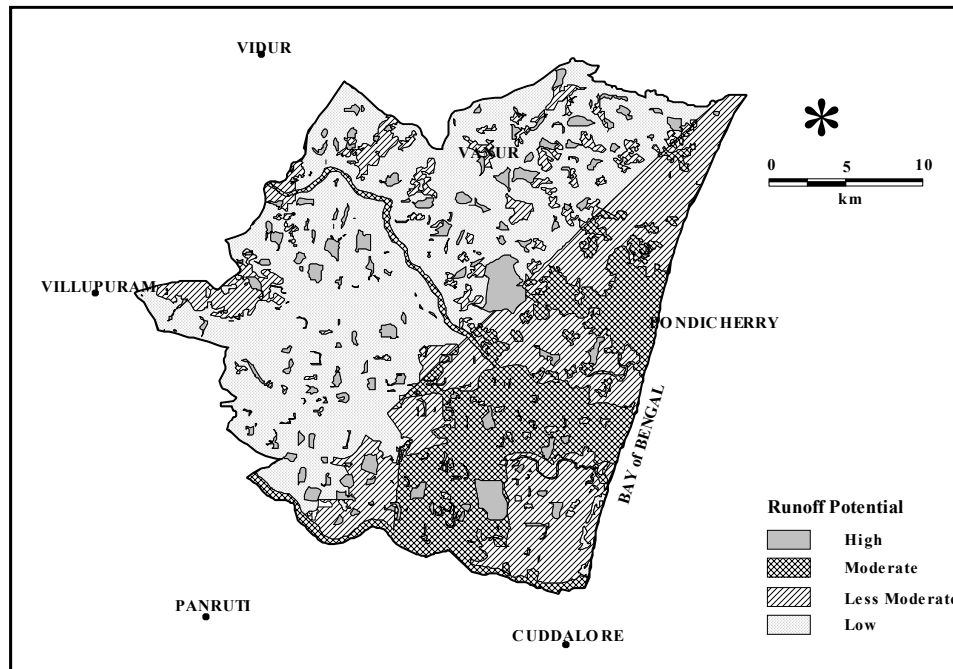 VIDUR
VANUR
0 5 10
km
VILLUPURAM
PONDICHERRY
BAY of BENGAL
Runoff Potential
High
Moderate
Less Moderate
Low
PANRUTI
CUDDALORE